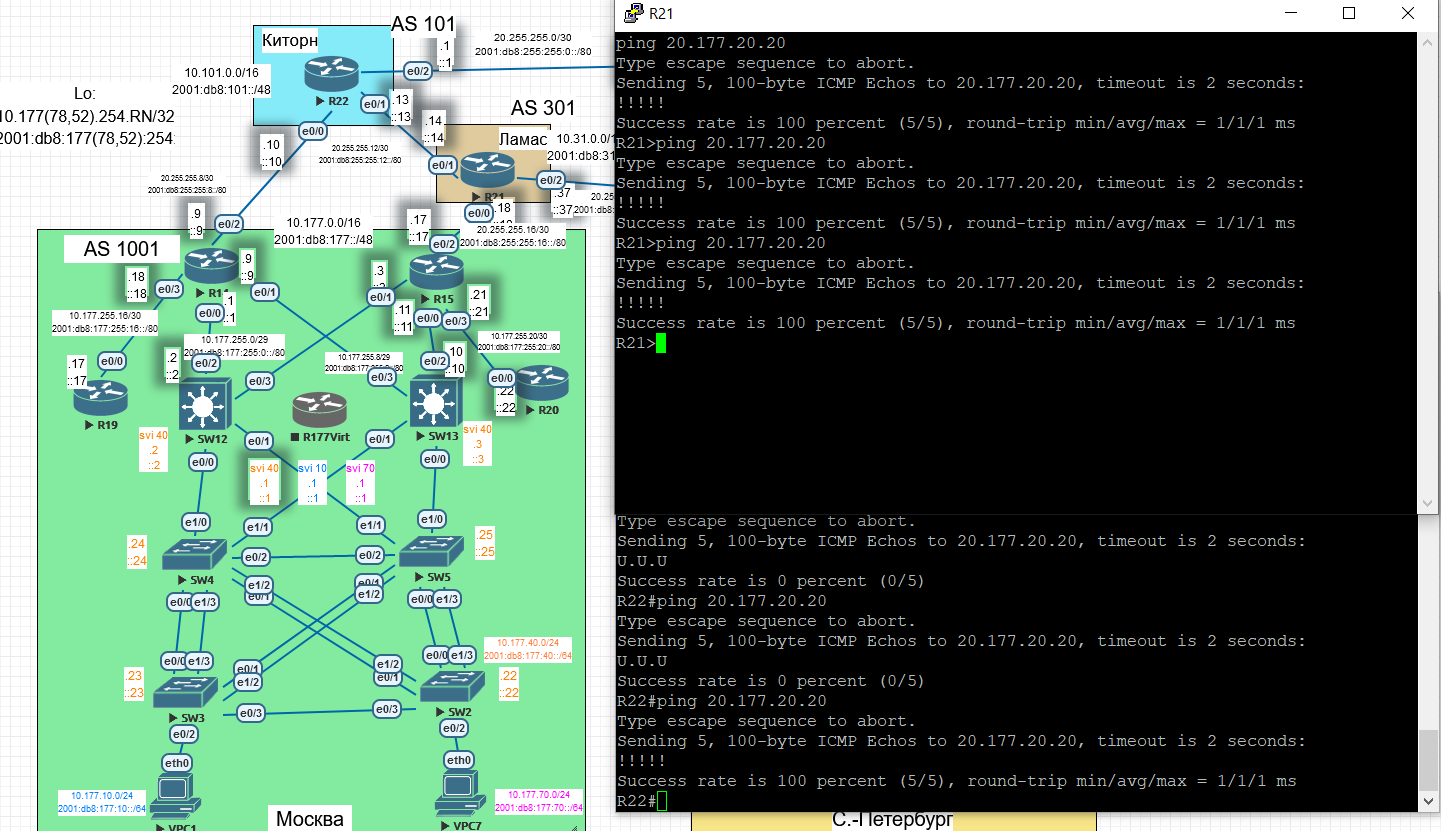 AS 101
Киторн
R22
10.101.0.0/16
2001:db8:101::/48
20.255.255.0/30
2001:db8:255:255:0::/80
.1
::1
e0/2
e0/1
e0/0
.13
::13
.14
::14
.10
::10
20.255.255.12/30
2001:db8:255:255:12::/80
Lo:
10.177(78,52).254.RN/32
2001:db8:177(78,52):254:
AS 301
Ламас
10.31.0.0/1
2001:db8:31
e0/1
R21
e0/2
.37
::37
20.25
2001:db8:
e0/0
.18
20.255.255.8/30
2001:db8:255:255:8::/80
.9
::9
e0/2
10.177.0.0/16
2001:db8:177::/48
.17
::17
e0/2
20.255.255.16/30
2001:db8:255:255:16::/80
AS 1001
R14
.9
::9
.18
::18
e0/3
e0/1
.1
::1
e0/0
R15
.3
e0/1
.11
::11
e0/0
e0/3
.21
::21
10.177.255.16/30
2001:db8:177:255:16::/80
10.177.255.0/29
2001:db8:177:255:0::/80
10.177.255.8/29
10.177.255.20/30
2001:db8:177:255:20::/80
.17
::17
e0/0
R19
.2
::2
e0/2
e0/3
SW12
R177Virt
e0/3
e0/2
.10
::10
SW13
e0/0
.22
::22
R20
svi 40
.2
::2
e0/0
e0/1
svi 40
.1
::1
svi 10
.1
::1
svi 70
.1
::1
e0/1
e0/0
svi 40
.3
::3
.24
::24
e1/0
e1/1
e0/2
SW4
e1/1
e1/0
e0/2
SW5
.25
::25
e0/0
e1/3
e1/2
e0/1
e0/1
e1/2
e0/0
e1/3
e0/0
e1/3
e0/1
e1/2
e1/2
e0/1
e0/0
e1/3
10.177.40.0/24
2001:db8:177:40::/64
.23
::23
SW3
e0/3
e0/3
SW2
.22
::22
e0/2
e0/2
eth0
eth0
10.177.10.0/24
2001:db8:177:10::/64
VPC1
Москва
VPC7
10.177.70.0/24
2001:db8:177:70::/64
С.-Петербург
R21
ping 20.177.20.20
Type escape sequence to abort.
Sending 5, 100-byte ICMP Echos to 20.177.20.20, timeout is 2 seconds:
!!!!!
Success rate is 100 percent (5/5), round-trip min/avg/max = 1/1/1 ms
R21>ping 20.177.20.20
Type escape sequence to abort.
Sending 5, 100-byte ICMP Echos to 20.177.20.20, timeout is 2 seconds:
!!!!!
Success rate is 100 percent (5/5), round-trip min/avg/max = 1/1/1 ms
R21>ping 20.177.20.20
Type escape sequence to abort.
Sending 5, 100-byte ICMP Echos to 20.177.20.20, timeout is 2 seconds:
!!!!!
Success rate is 100 percent (5/5), round-trip min/avg/max = 1/1/1 ms
R21>
Type escape sequence to abort.
Sending 5, 100-byte ICMP Echos to 20.177.20.20, timeout is 2 seconds:
U.U.U
Success rate is 0 percent (0/5)
R22#ping 20.177.20.20
Type escape sequence to abort.
Sending 5, 100-byte ICMP Echos to 20.177.20.20, timeout is 2 seconds:
U.U.U
Success rate is 0 percent (0/5)
R22#ping 20.177.20.20
Type escape sequence to abort.
Sending 5, 100-byte ICMP Echos to 20.177.20.20, timeout is 2 seconds:
!!!!!
Success rate is 100 percent (5/5), round-trip min/avg/max = 1/1/1 ms
R22#